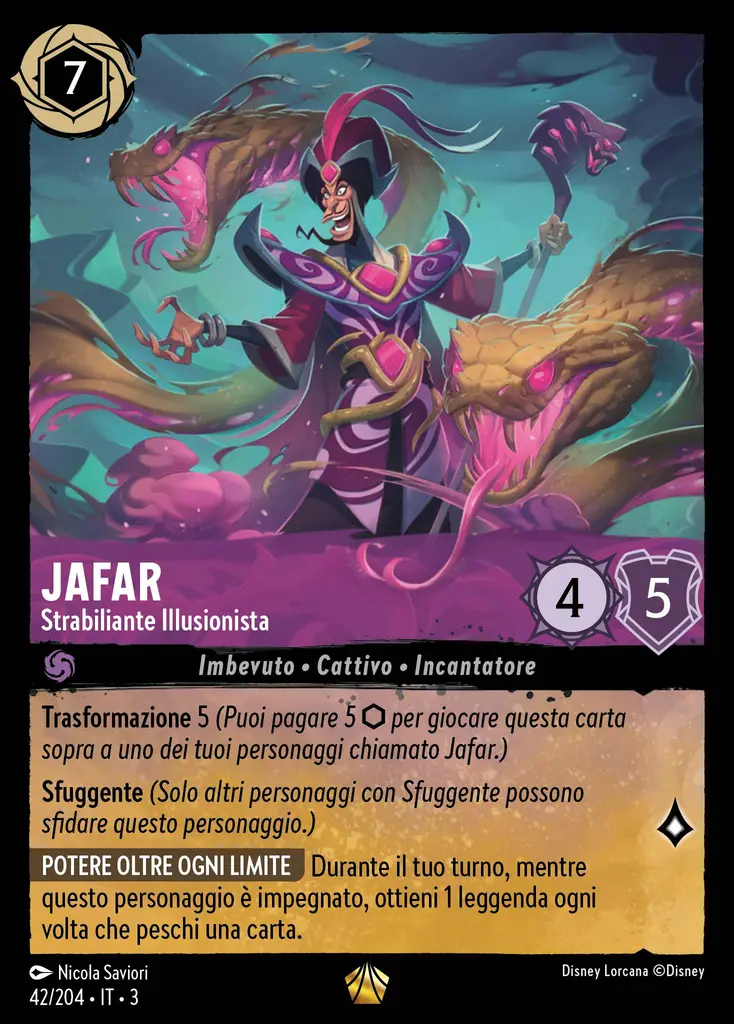 7
JAFAR
Strabiliante Illusionista
4
5
Imbevuto • Cattivo • Incantatore
Trasformazione 5 (Puoi pagare 5 per giocare questa carta
sopra a uno dei tuoi personaggi chiamato Jafar.)
Sfuggente (Solo altri personaggi con Sfuggente possono
sfidare questo personaggio.)
POTERE OLTRE OGNI LIMITE Durante il tuo turno, mentre
questo personaggio è impegnato, ottieni 1 leggenda ogni
volta che peschi una carta.
Nicola Saviori
Disney Lorcana ©Disney
42/204 • IT • 3